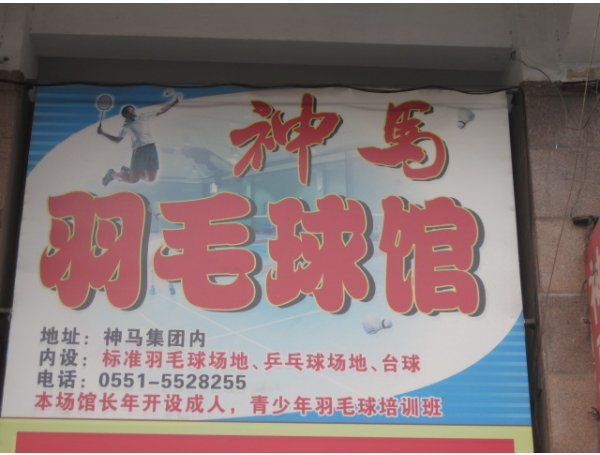 神马
羽毛球馆
地址：神马集团内
内设：标准羽毛球场地、乒乓球场地、台球
电话：0551-5528255
本场馆长年开设成人，青少年羽毛球培训班